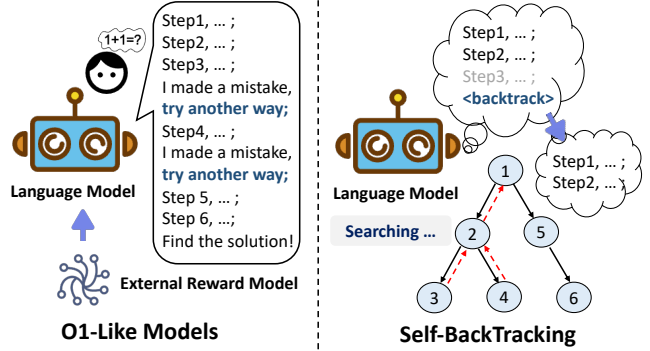 1+1=?
Step1, ... ;
Step2, ... ;
Step3, ... ;
I made a mistake,
try another way;
Step4, ... ;
I made a mistake,
try another way;
Step 5, ... ;
Step 6, ...;
Find the solution!
Language Model
External Reward Model
O1-Like Models
Step1, ... ;
Step2, ... ;
Step3, ... ;
<backtrack>
Step1, ... ;
Step2, ... ;
Language Model
Searching ...
1
2
5
3
4
6
Self-BackTracking